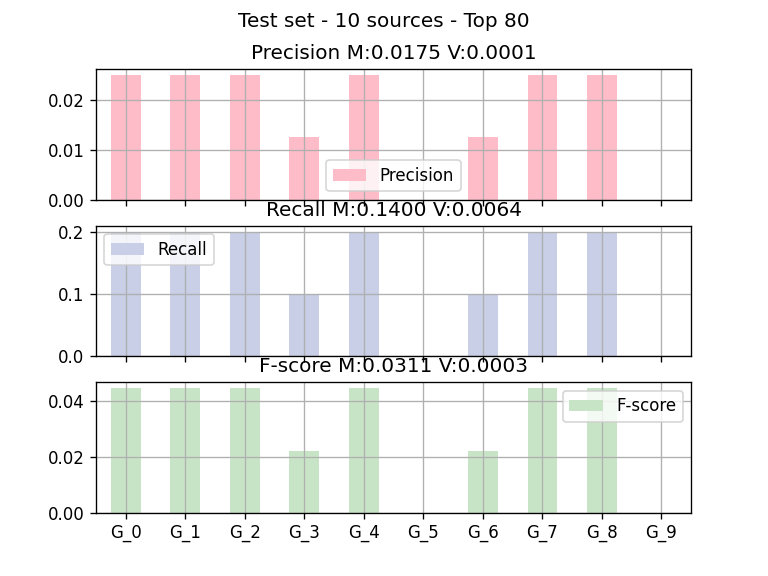 Test set - 10 sources - Top 80
Precision M:0.0175 V:0.0001
0.02
0.01
0.00
Precision
Recall M:0.1400 V:0.0064
0.2
0.1
0.0
Recall
F-score M:0.0311 V:0.0003
0.04
0.02
0.00
F-score
G_0 G_1 G_2 G_3 G_4 G_5 G_6 G_7 G_8 G_9